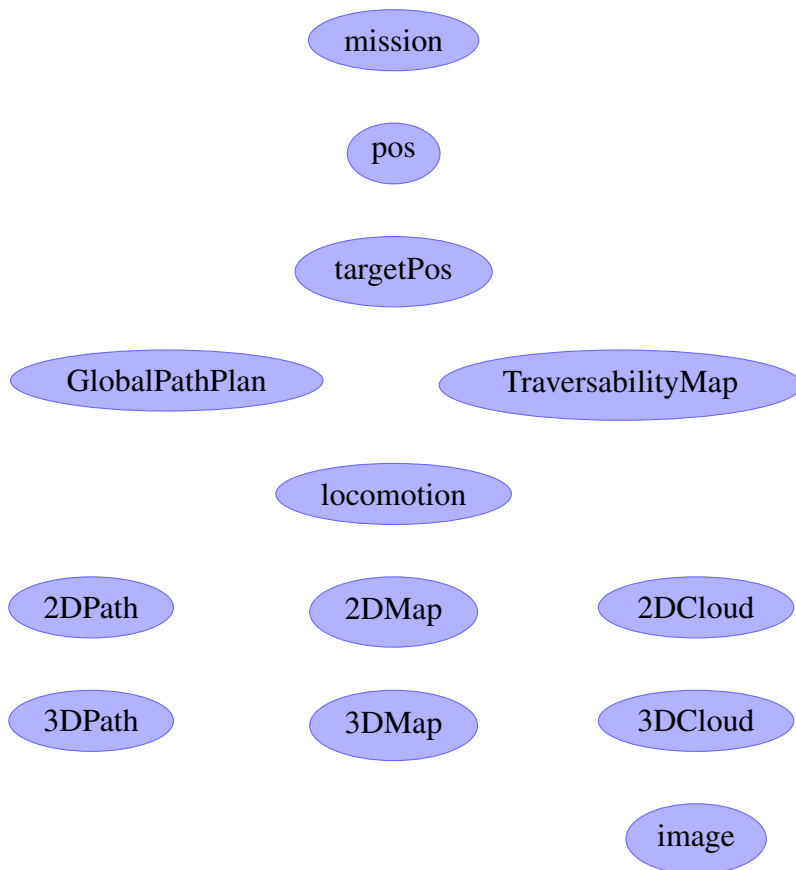 mission
pos
targetPos
GlobalPathPlan
TraversabilityMap
locomotion
2DPath
2DMap
2DCloud
3DPath
3DMap
3DCloud
image